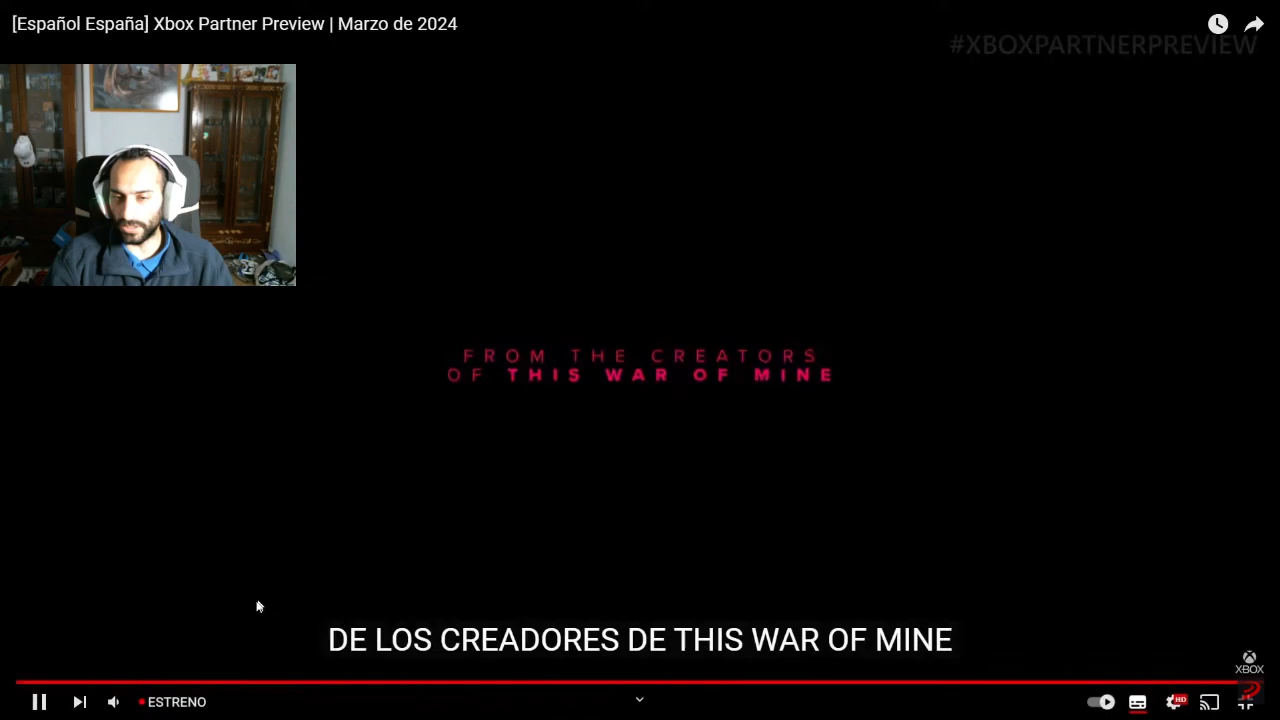 [Español España] Xbox Partner Preview | Marzo de 2024
#XBOXPARTNERPREVIEW
FROM THE CREATORS
OF THIS WAR OF MINE
DE LOS CREADORES DE THIS WAR OF MINE
XBOX
ESTRENO
HD